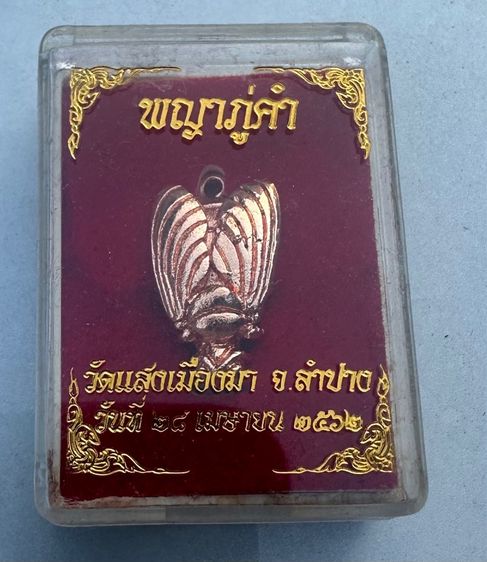 พญาภู่คำ
วัดแสงเมืองมา จ.ลำปาง
วันที่ ๒๘ เมษายน ๒๕๖๒